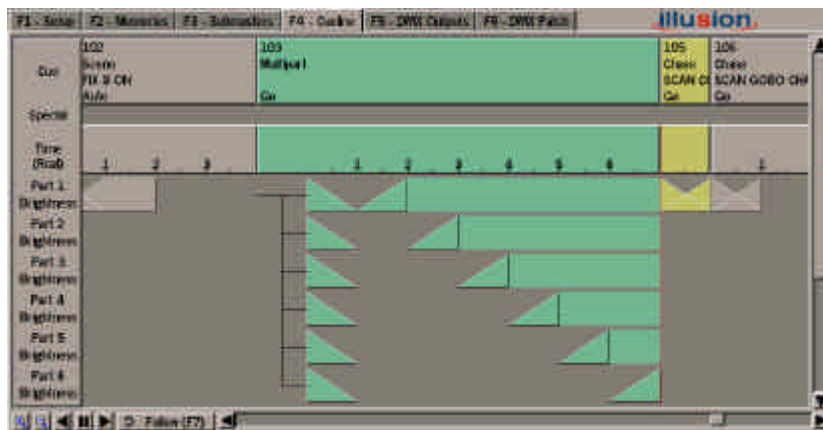 F1 - Setup F2 - Memories F3 - Submasters F4 - Cueline F5 - DMX Outputs F6 - DMX Patch illusion.
Cue
102
Scene
FIX 8 ON
Auto
103
Multipart
Go
105
Chase
SCAN
Go
106
Chase
SCAN GOBO
Go
Special
Time
(Real)
1 2 3 1 2 3 4 5 6 1
Part 1
Brightness
Part 2
Brightness
Part 3
Brightness
Part 4
Brightness
Part 5
Brightness
Part 6
Brightness
Follow (F7)